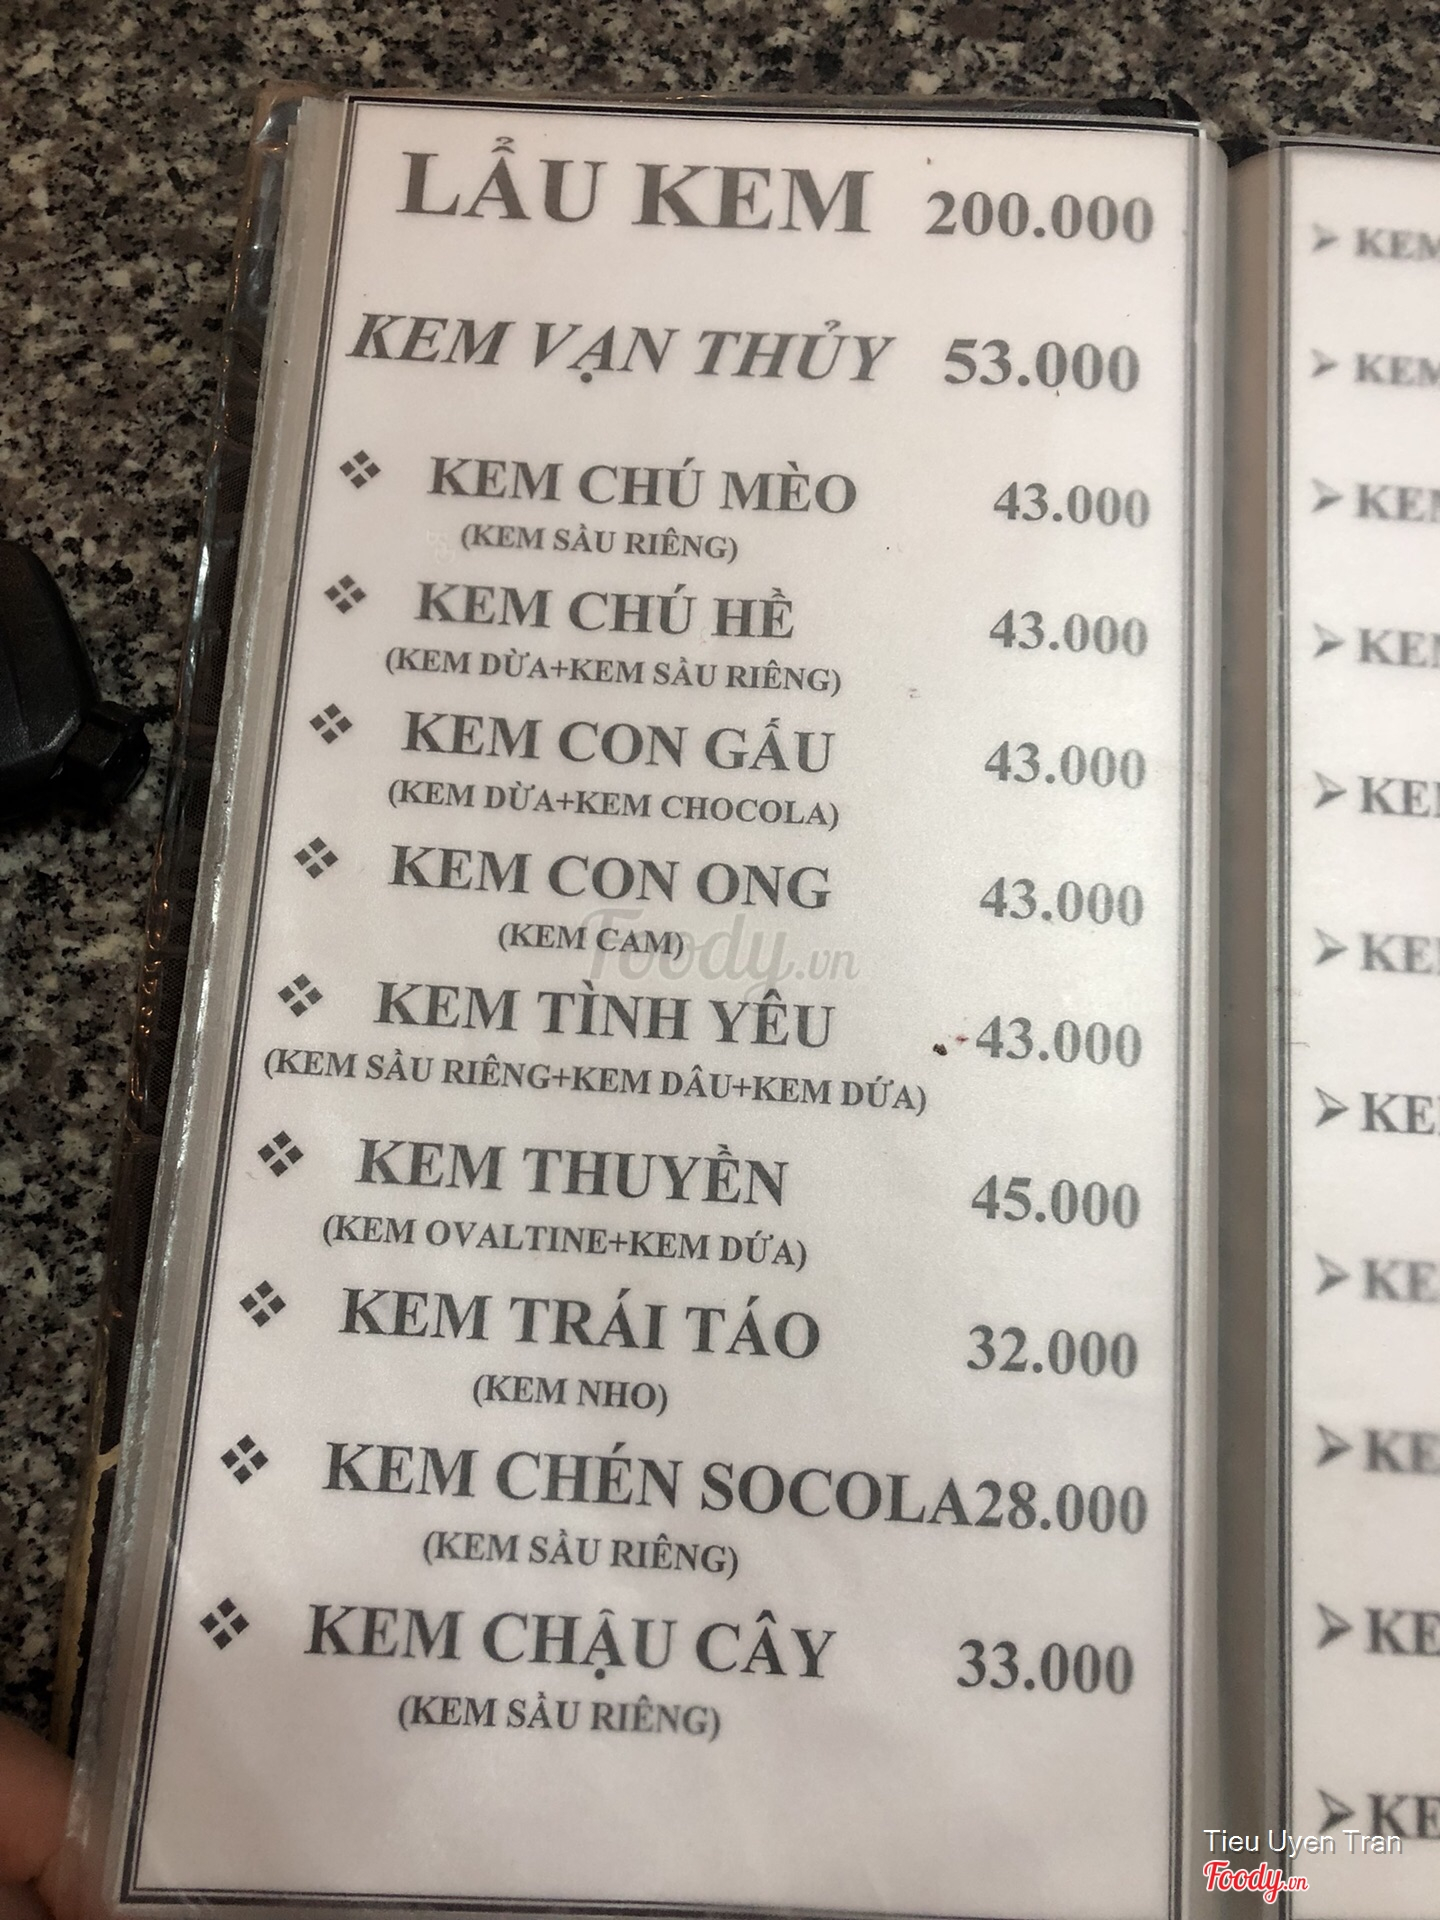 LẨU KEM 200.000
KEM VẠN THỦY 53.000
❖ KEM CHÚ MÈO 43.000
(KEM SẦU RIÊNG)
❖ KEM CHÚ HỀ 43.000
(KEM DỪA+KEM SẦU RIÊNG)
❖ KEM CON GẤU 43.000
(KEM DỪA+KEM CHOCOLA)
❖ KEM CON ONG 43.000
(KEM CAM)
❖ KEM TÌNH YÊU 43.000
(KEM SẦU RIÊNG+KEM DÂU+KEM DỨA)
❖ KEM THUYỀN 45.000
(KEM OVALTINE+KEM DỨA)
❖ KEM TRÁI TÁO 32.000
(KEM NHO)
❖ KEM CHÉN SOCOLA28.000
(KEM SẦU RIÊNG)
❖ KEM CHẬU CÂY 33.000
(KEM SẦU RIÊNG)
➢ KEM
➢ KEM
Foody.vn
Tieu Uyen Tran
Foody.vn